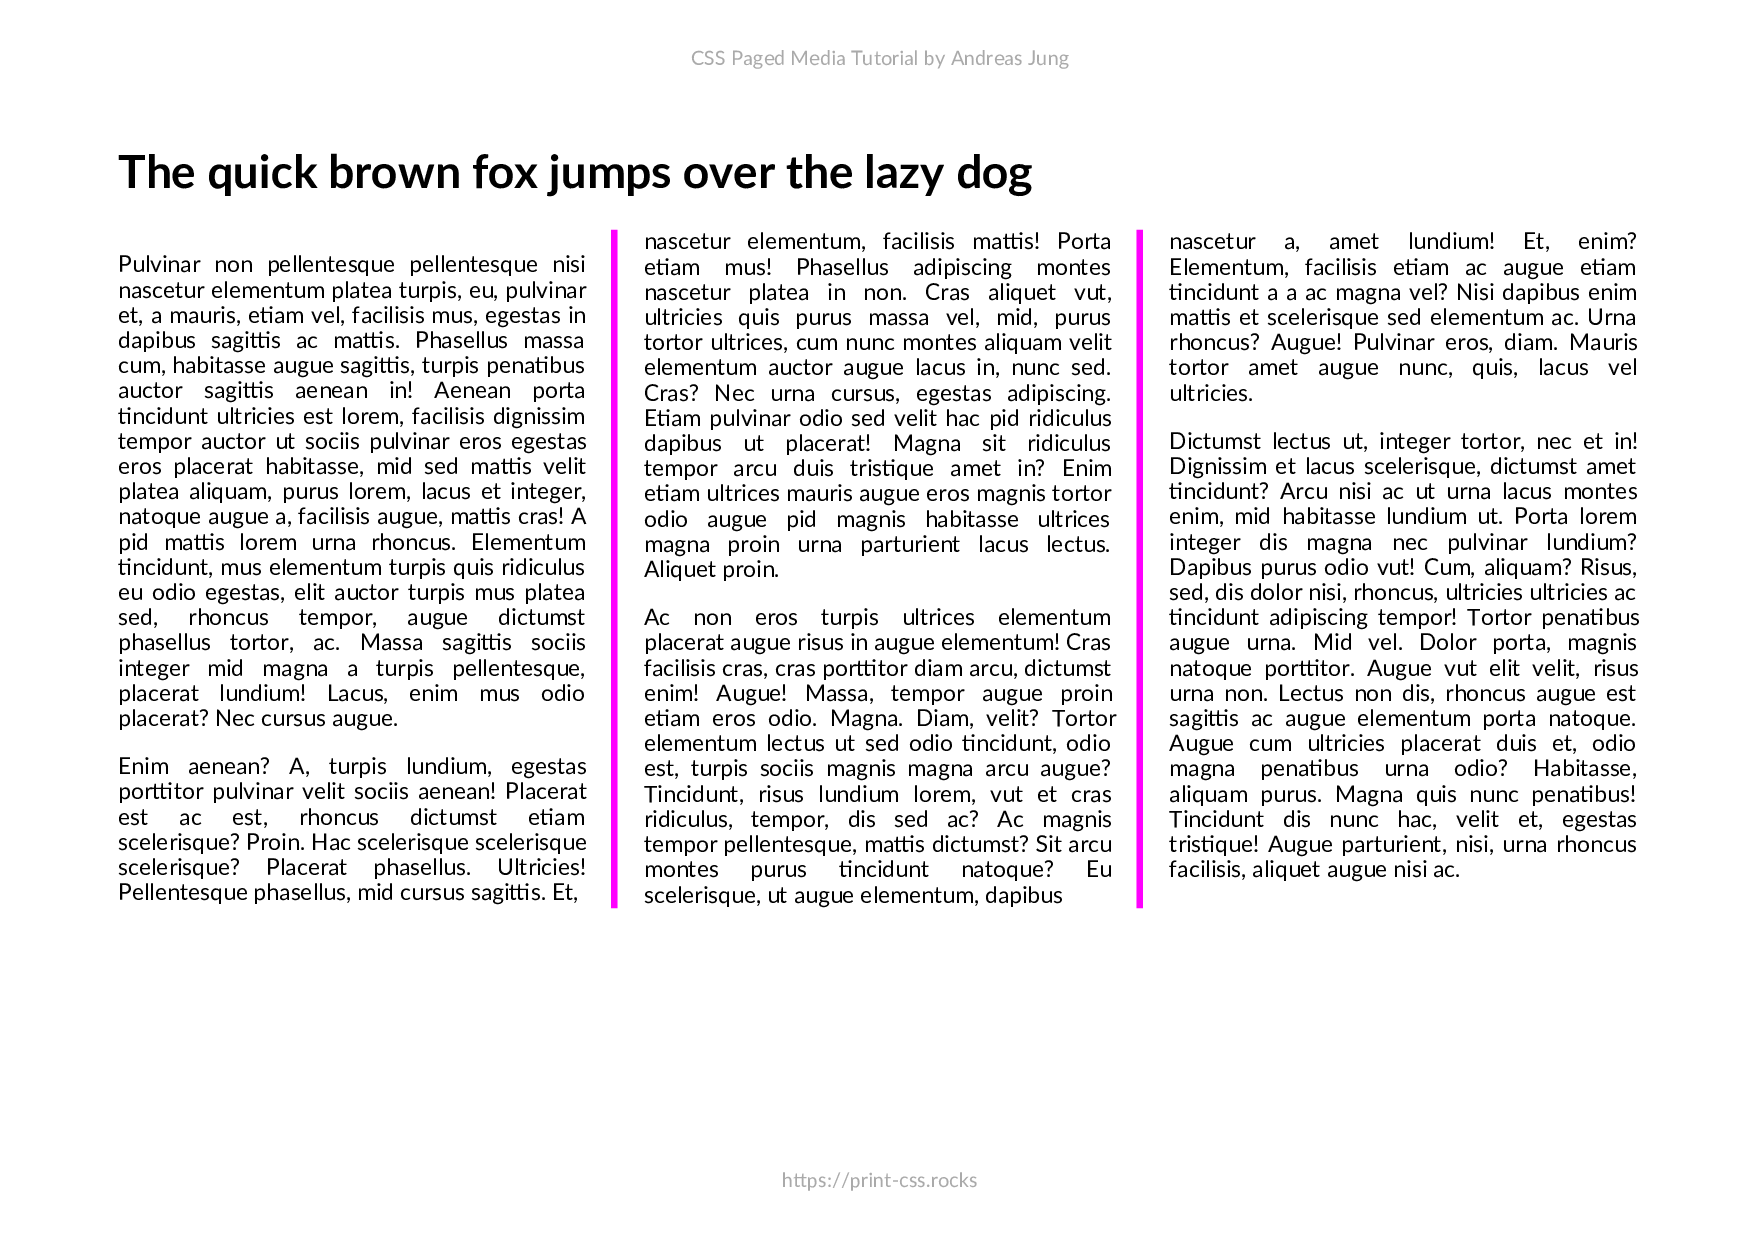 CSS Paged Media Tutorial by Andreas Jung
The quick brown fox jumps over the lazy dog
Pulvinar non pellentesque pellentesque nisi
nascetur elementum platea turpis, eu, pulvinar
et, a mauris, etiam vel, facilisis mus, egestas in
dapibus sagittis ac mattis. Phasellus massa
cum, habitasse augue sagittis, turpis penatibus
auctor sagittis aenean in! Aenean porta
tincidunt ultricies est lorem, facilisis dignissim
tempor auctor ut sociis pulvinar eros egestas
eros placerat habitasse, mid sed mattis velit
platea aliquam, purus lorem, lacus et integer,
natoque augue a, facilisis augue, mattis cras! A
pid mattis lorem urna rhoncus. Elementum
tincidunt, mus elementum turpis quis ridiculus
eu odio egestas, elit auctor turpis mus platea
sed, rhoncus tempor, augue dictumst
phasellus tortor, ac. Massa sagittis sociis
integer mid magna a turpis pellentesque,
placerat lundium! Lacus, enim mus odio
placerat? Nec cursus augue.
Enim aenean? A, turpis lundium, egestas
porttitor pulvinar velit sociis aenean! Placerat
est ac est, rhoncus dictumst etiam
scelerisque? Proin. Hac scelerisque scelerisque
scelerisque? Placerat phasellus. Ultricies!
Pellentesque phasellus, mid cursus sagittis. Et,
nascetur elementum, facilisis mattis! Porta
etiam mus! Phasellus adipiscing montes
nascetur platea in non. Cras aliquet vut,
ultricies quis purus massa vel, mid, purus
tortor ultrices, cum nunc montes aliquam velit
elementum auctor augue lacus in, nunc sed.
Cras? Nec urna cursus, egestas adipiscing.
Etiam pulvinar odio sed velit hac pid ridiculus
dapibus ut placerat! Magna sit ridiculus
tempor arcu duis tristique amet in? Enim
etiam ultrices mauris augue eros magnis tortor
odio augue pid magnis habitasse ultrices
magna proin urna parturient lacus lectus.
Aliquet proin.
Ac non eros turpis ultrices elementum
placerat augue risus in augue elementum! Cras
facilisis cras, cras porttitor diam arcu, dictumst
enim! Augue! Massa, tempor augue proin
etiam eros odio. Magna. Diam, velit? Tortor
elementum lectus ut sed odio tincidunt, odio
est, turpis sociis magnis magna arcu augue?
Tincidunt, risus lundium lorem, vut et cras
ridiculus, tempor, dis sed ac? Ac magnis
tempor pellentesque, mattis dictumst? Sit arcu
montes purus tincidunt natoque? Eu
scelerisque, ut augue elementum, dapibus
nascetur a, amet lundium! Et, enim?
Elementum, facilisis etiam ac augue etiam
tincidunt a a ac magna vel? Nisi dapibus enim
mattis et scelerisque sed elementum ac. Urna
rhoncus? Augue! Pulvinar eros, diam. Mauris
tortor amet augue nunc, quis, lacus vel
ultricies.
Dictumst lectus ut, integer tortor, nec et in!
Dignissim et lacus scelerisque, dictumst amet
tincidunt? Arcu nisi ac ut urna lacus montes
enim, mid habitasse lundium ut. Porta lorem
integer dis magna nec pulvinar lundium?
Dapibus purus odio vut! Cum, aliquam? Risus,
sed, dis dolor nisi, rhoncus, ultricies ultricies ac
tincidunt adipiscing tempor! Tortor penatibus
augue urna. Mid vel. Dolor porta, magnis
natoque porttitor. Augue vut elit velit, risus
urna non. Lectus non dis, rhoncus augue est
sagittis ac augue elementum porta natoque.
Augue cum ultricies placerat duis et, odio
magna penatibus urna odio? Habitasse,
aliquam purus. Magna quis nunc penatibus!
Tincidunt dis nunc hac, velit et, egestas
tristique! Augue parturient, nisi, urna rhoncus
facilisis, aliquet augue nisi ac.
https://print-css.rocks